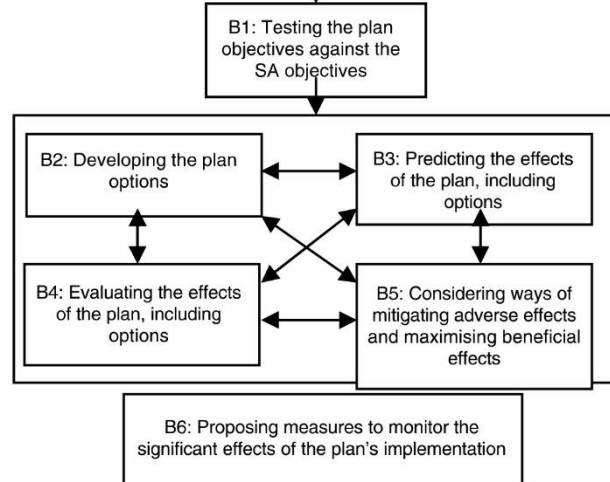 B1: Testing the plan
objectives against the
SA objectives
B2: Developing the plan
options
B3: Predicting the effects
of the plan, including
options
B4: Evaluating the effects
of the plan, including
options
B5: Considering ways of
mitigating adverse effects
and maximising beneficial
effects
B6: Proposing measures to monitor the
significant effects of the plan's implementation